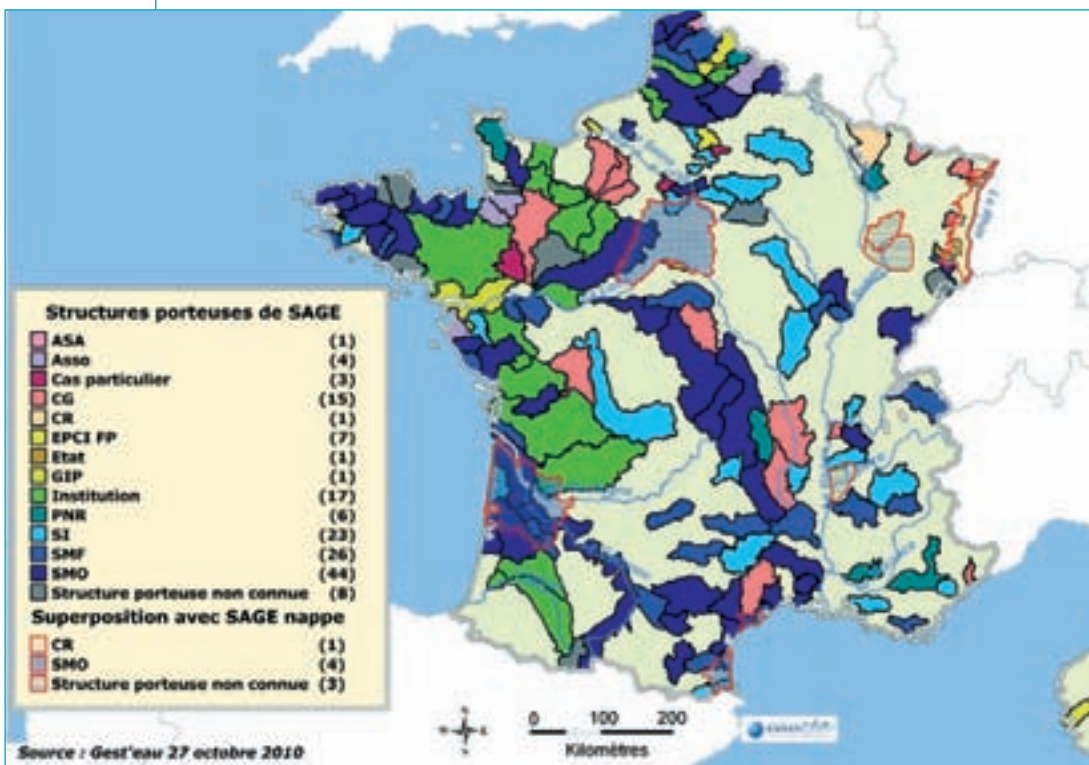 Structures porteuses de SAGE
ASA (1)
Asso (4)
Cas particulier (3)
CG (15)
CR (1)
EPCI FP (7)
Etat (1)
GIP (1)
Institution (17)
PNR (6)
SI (23)
SMF (26)
SMO (44)
Structure porteuse non connue (8)
Superposition avec SAGE nappe
CR (1)
SMO (4)
Structure porteuse non connue (3)
0 100 200
Kilomètres
Source : Gest'eau 27 octobre 2010